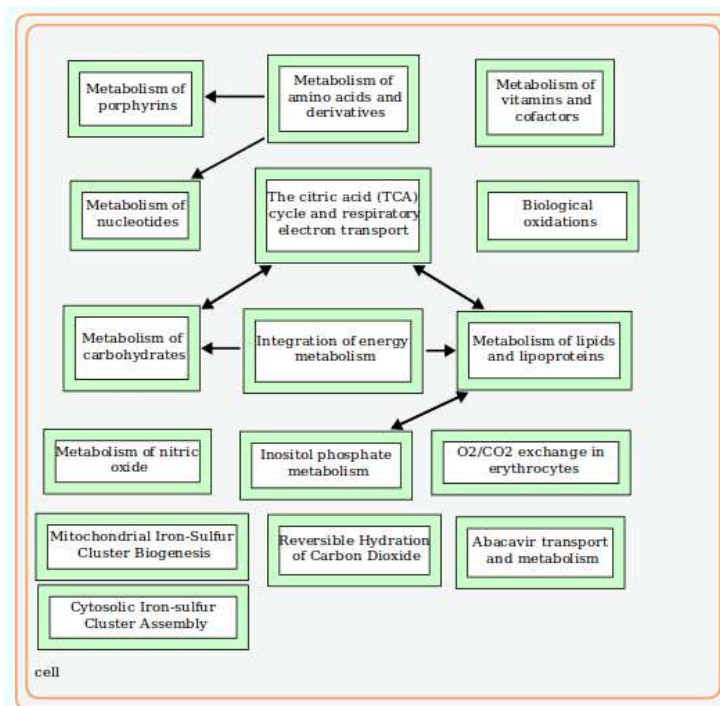 Metabolism of
porphyrins
Metabolism of
amino acids and
derivatives
Metabolism of
vitamins and
cofactors
Metabolism of
nucleotides
The citric acid (TCA)
cycle and respiratory
electron transport
Biological
oxidations
Metabolism of
carbohydrates
Integration of energy
metabolism
Metabolism of lipids
and lipoproteins
Metabolism of nitric
oxide
Inositol phosphate
metabolism
O2/CO2 exchange in
erythrocytes
Mitochondrial Iron-Sulfur
Cluster Biogenesis
Reversible Hydration
of Carbon Dioxide
Abacavir transport
and metabolism
Cytosolic Iron-sulfur
Cluster Assembly
cell